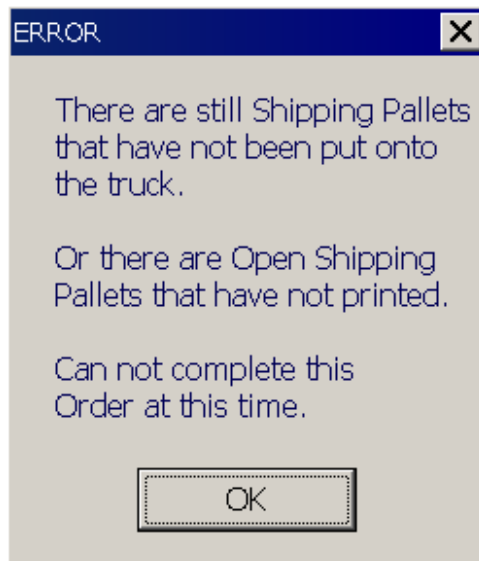 ERROR
There are still Shipping Pallets
that have not been put onto
the truck.
Or there are Open Shipping
Pallets that have not printed.
Can not complete this
Order at this time.
OK